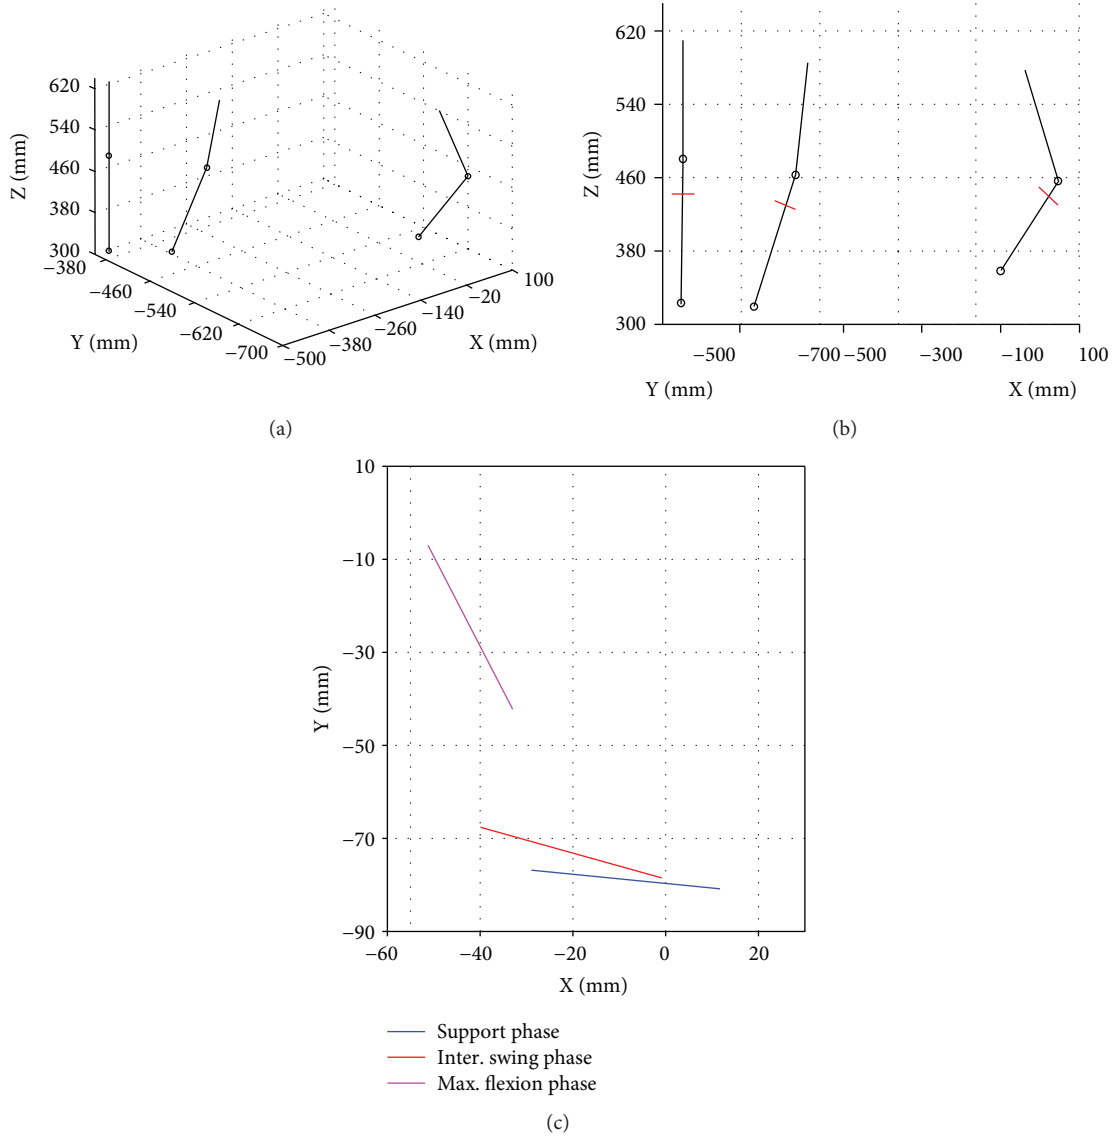 620
540
460
380
300
Z (mm)
−380
−460
−540
−620
−700
Y (mm)
−500
−380
−260
−140
−20
100
X (mm)
(a)
620
540
460
380
300
Z (mm)
−500
−700
−500
−300
−100
100
Y (mm)
X (mm)
(b)
10
−10
−30
−50
−70
−90
Y (mm)
−60
−40
−20
0
20
X (mm)
Support phase
Inter. swing phase
Max. flexion phase
(c)